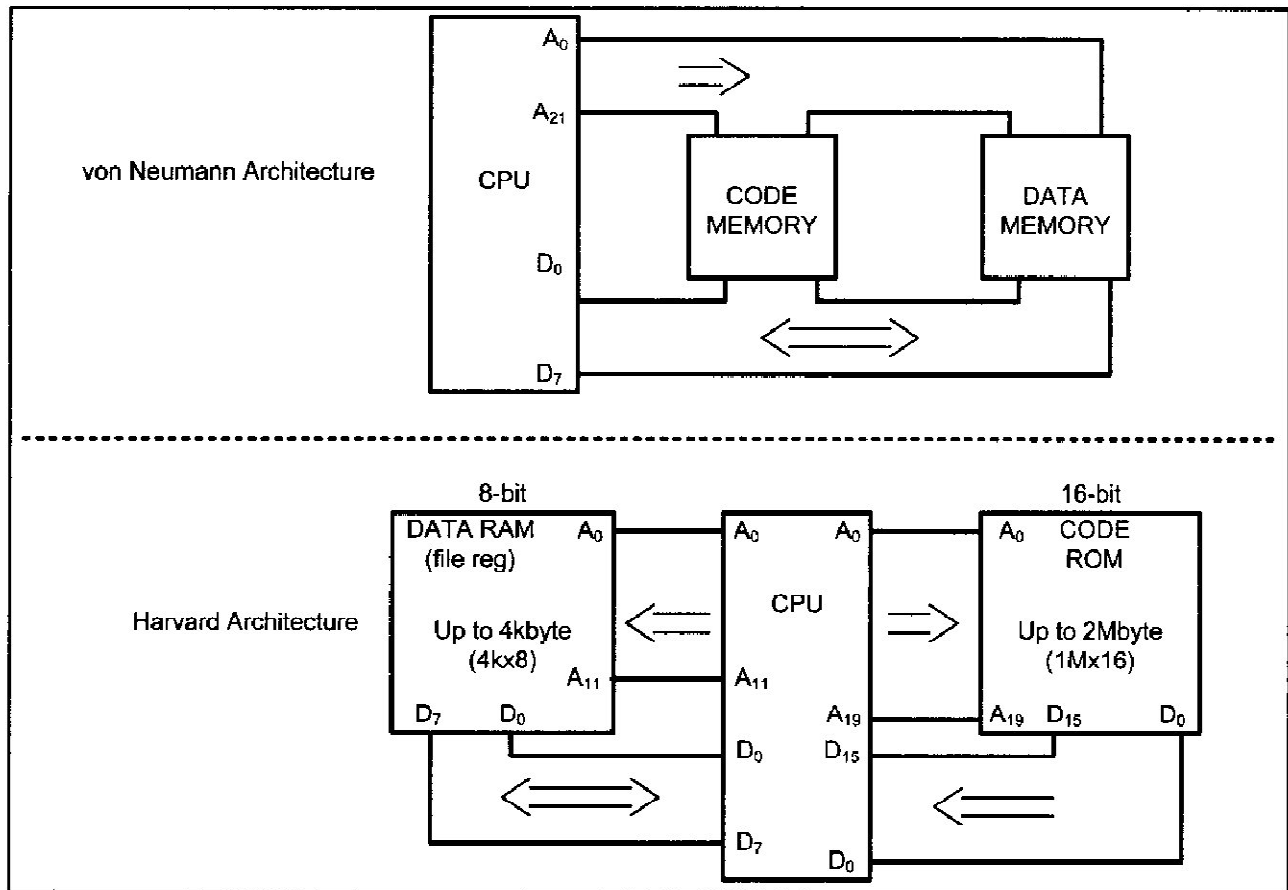 A₀
A₂₁
von Neumann Architecture
CPU
CODE
MEMORY
DATA
MEMORY
D₀
D₇
8-bit
16-bit
DATA RAM
(file reg)
A₀
A₀
A₀
A₀
CODE
ROM
Harvard Architecture
CPU
Up to 4kbyte
(4kx8)
Up to 2Mbyte
(1Mx16)
A₁₁
A₁₁
D₇
D₀
A₁₉
A₁₉
D₁₅
D₀
D₀
D₁₅
D₇
D₀